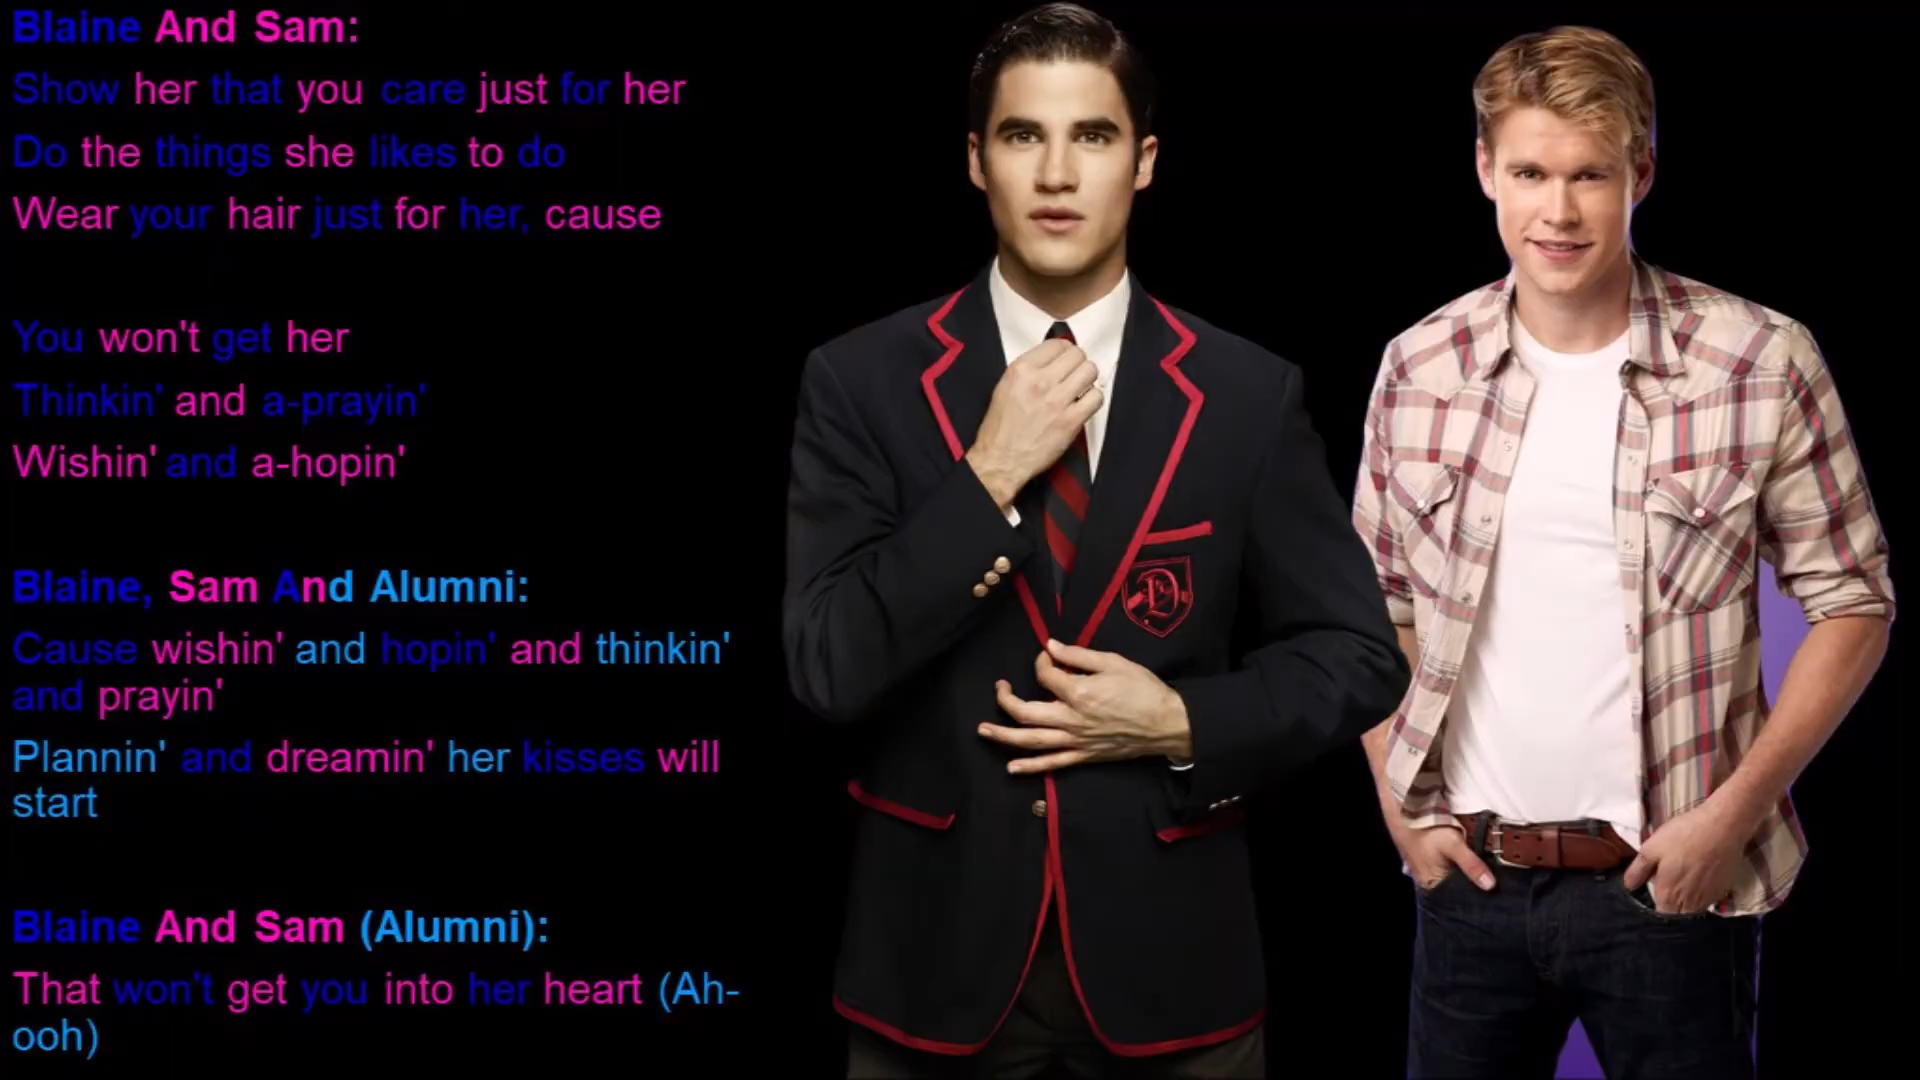 Blaine And Sam:
Show her that you care just for her
Do the things she likes to do
Wear your hair just for her, cause
You won't get her
Thinkin' and a-prayin'
Wishin' and a-hopin'
Blaine, Sam And Alumni:
Cause wishin' and hopin' and thinkin'
and prayin'
Plannin' and dreamin' her kisses will
start
Blaine And Sam (Alumni):
That won't get you into her heart (Ah-
ooh)
D